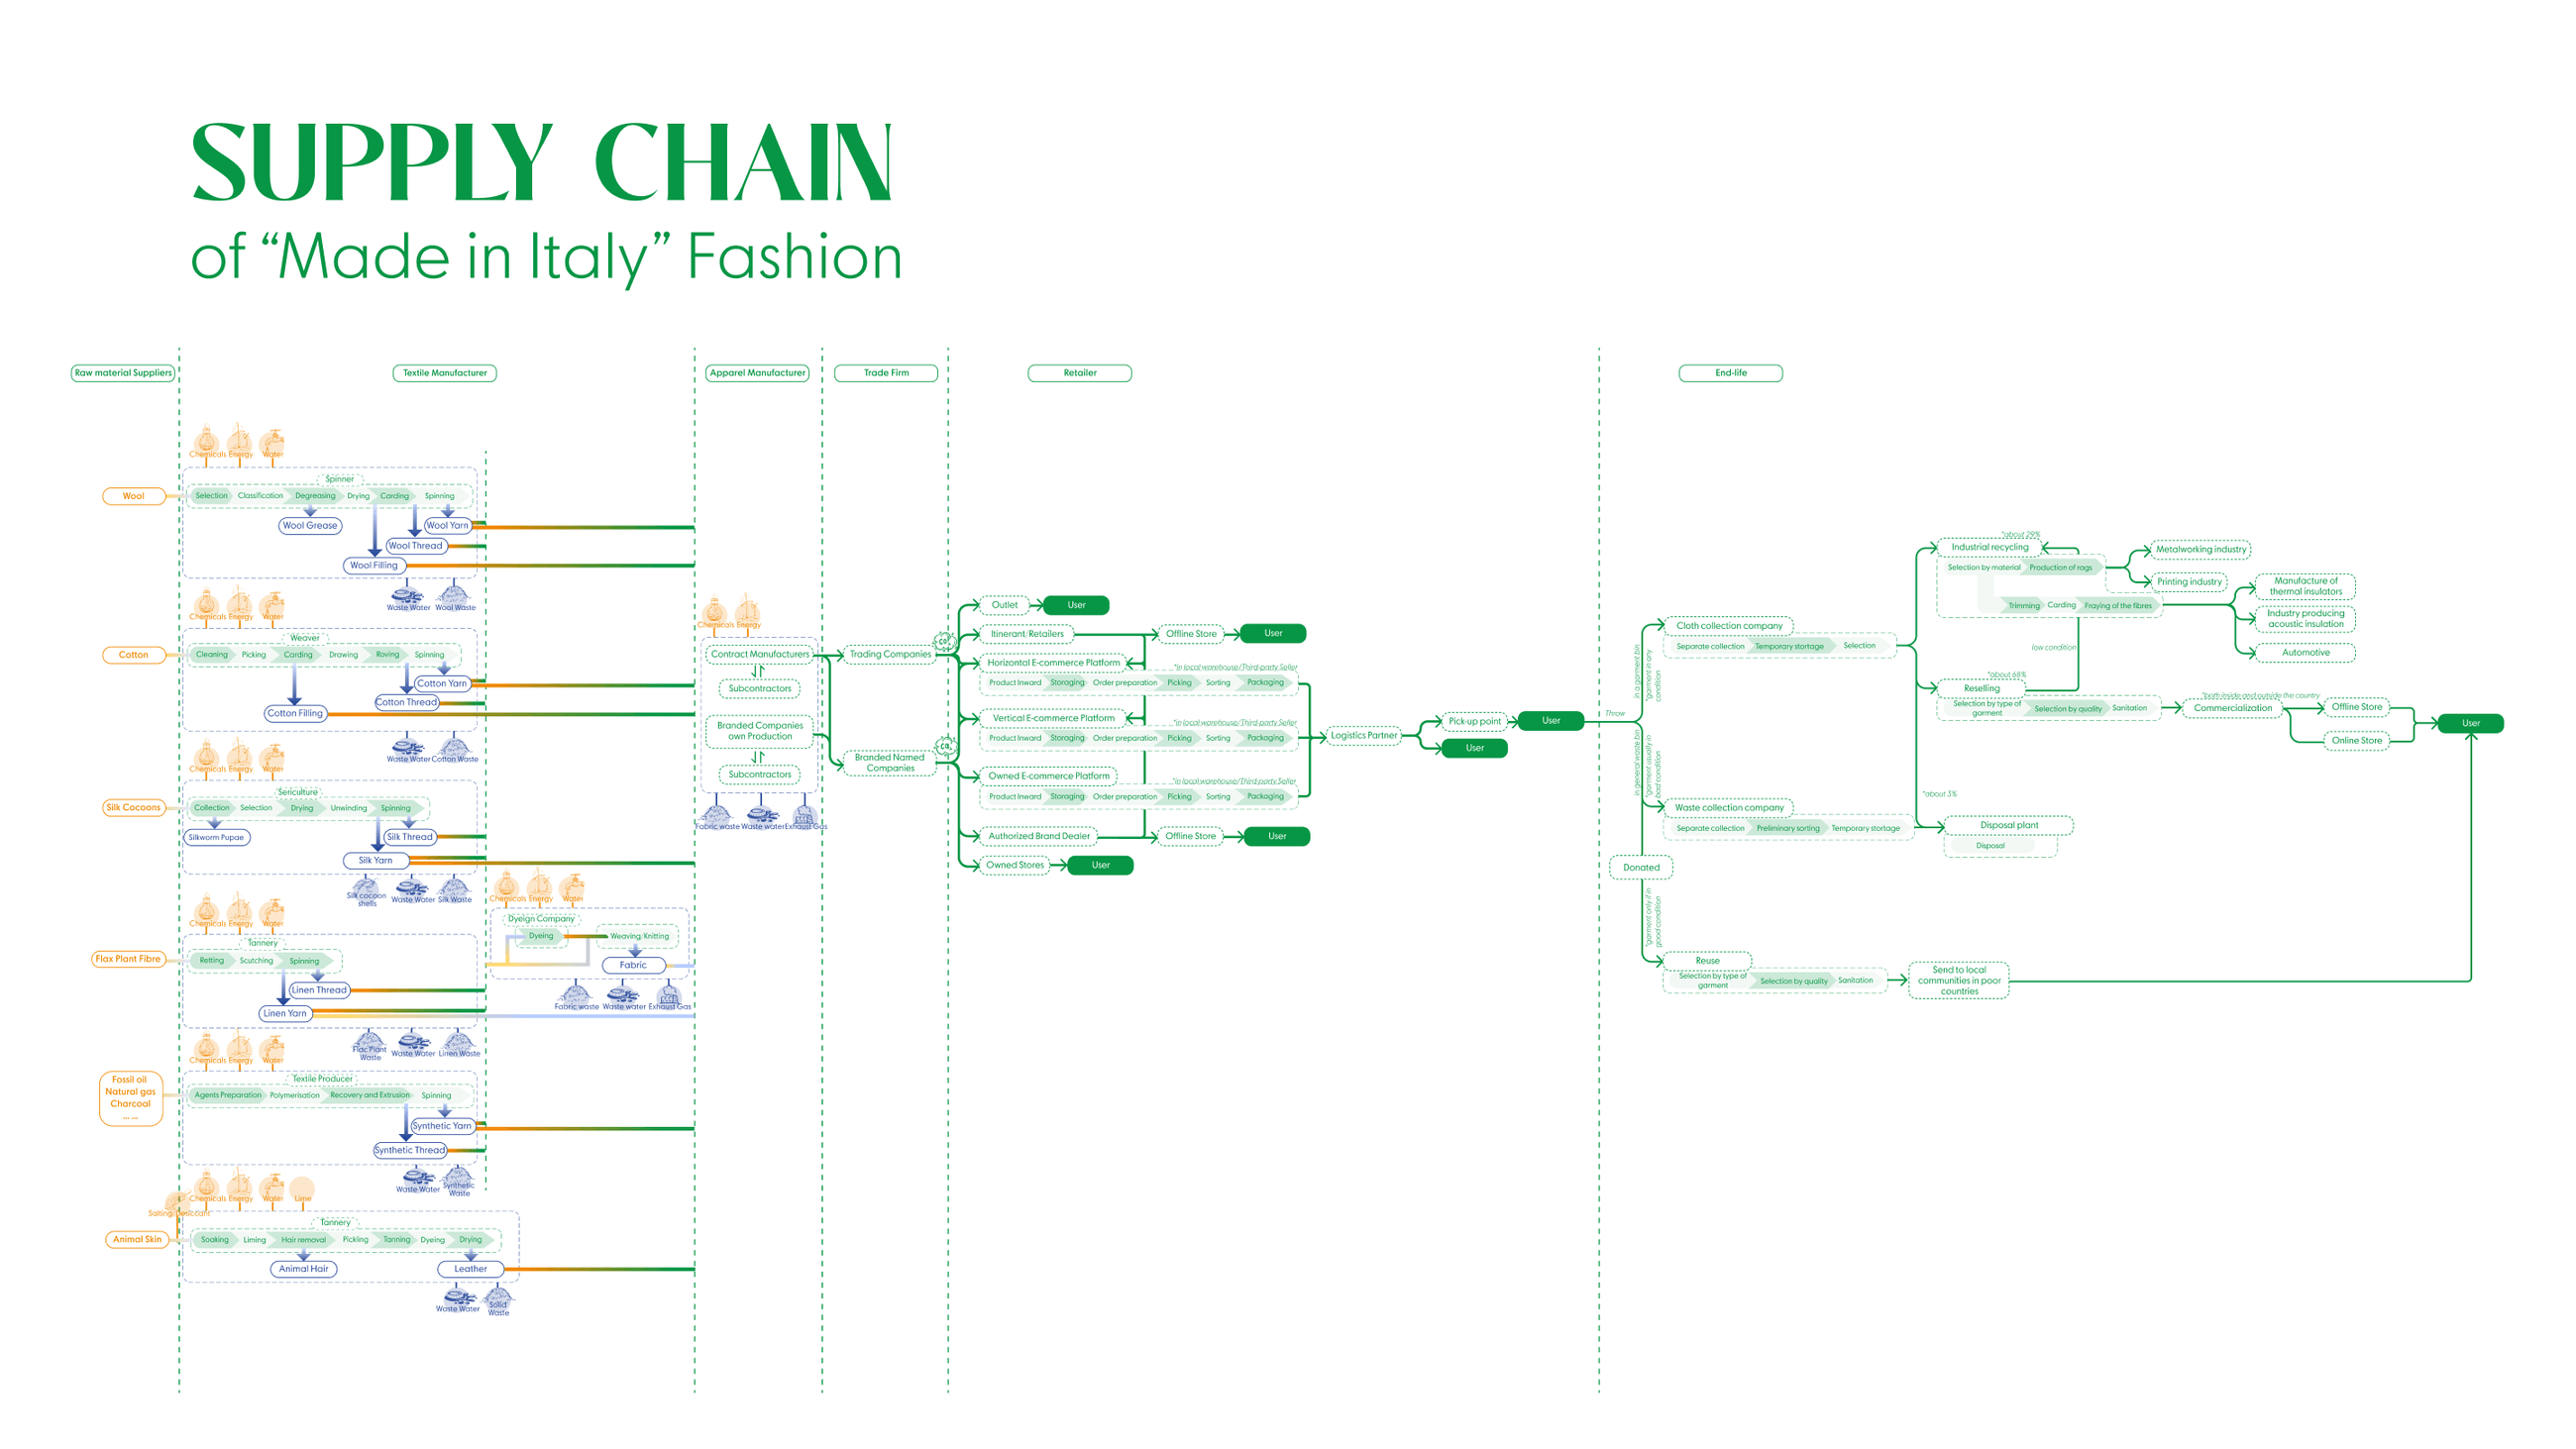 SUPPLY CHAIN
of “Made in Italy” Fashion
Raw material Suppliers
Textile Manufacturer
Apparel Manufacturer
Trade Firm
Retailer
End-life
Chemicals Energy Water
Spinner
Wool
Selection Classification Degreasing Drying Carding Spinning
Wool Grease
Wool Yarn
Wool Thread
Wool Filling
Waste Water Wool Waste
Chemicals Energy Water
Weaver
Cotton
Cleaning Picking Carding Drawing Roving Spinning
Cotton Yarn
Cotton Thread
Cotton Filling
Waste Water Cotton Waste
Chemicals Energy Water
Sericulture
Silk Cocoons
Collection Selection Drying Unwinding Spinning
Silkworm Pupae
Silk Thread
Silk Yarn
Silk cocoon
shells
Waste Water Silk Waste
Chemicals Energy Water
Tannery
Flax Plant Fibre
Retting Scutching Spinning
Linen Thread
Linen Yarn
Flac Plant
Waste
Waste Water Linen Waste
Chemicals Energy Water
Dyeign Company
Dyeing
Weaving/Knitting
Fabric
Fabric waste Waste water Exhaust Gas
Chemicals Energy Water
Textile Producer
Fossil oil
Natural gas
Charcoal
... ...
Agents Preparation Polymerisation Recovery and Extrusion Spinning
Synthetic Yarn
Synthetic Thread
Waste Water
Synthetic
Waste
Chemicals Energy Water Lime
Salting/Desiccant
Tannery
Animal Skin
Soaking Liming Hair removal Pickling Tanning Dyeing Drying
Animal Hair
Leather
Waste Water
Solid
Waste
Chemicals Energy
Contract Manufacturers
Subcontractors
Branded Companies
own Production
Subcontractors
Fabric waste Waste water Exhaust Gas
Trading Companies
CO
Branded Named
Companies
CO
Outlet
User
Itinerant Retailers
Offline Store
User
Horizontal E-commerce Platform
*in local warehouse/Third-party Seller
Product Inward Storaging Order preparation Picking Sorting Packaging
Vertical E-commerce Platform
*in local warehouse/Third-party Seller
Product Inward Storaging Order preparation Picking Sorting Packaging
Owned E-commerce Platform
*in local warehouse/Third-party Seller
Product Inward Storaging Order preparation Picking Sorting Packaging
Authorized Brand Dealer
Offline Store
User
Owned Stores
User
Logistics Partner
Pick-up point
User
User
Throw
in a garment bin
*garment in any
condition
in general waste bin
*garment usually in
bad condition
Donated
*garment only if in
good condition
Cloth collection company
Separate collection Temporary stortage Selection
Waste collection company
Separate collection Preliminary sorting Temporary stortage
Reuse
Selection by type of
garment
Selection by quality Sanitation
Send to local
communities in poor
countries
*about 29%
Industrial recycling
Selection by material Production of rags
Trimming Carding Fraying of the fibres
Metalworking industry
Printing industry
Manufacture of
thermal insulators
Industry producing
acoustic insulation
Automotive
low condition
*about 68%
Reselling
Selection by type of
garment
Selection by quality Sanitation
*both inside and outside the country
Commercialization
Offline Store
Online Store
User
*about 3%
Disposal plant
Disposal